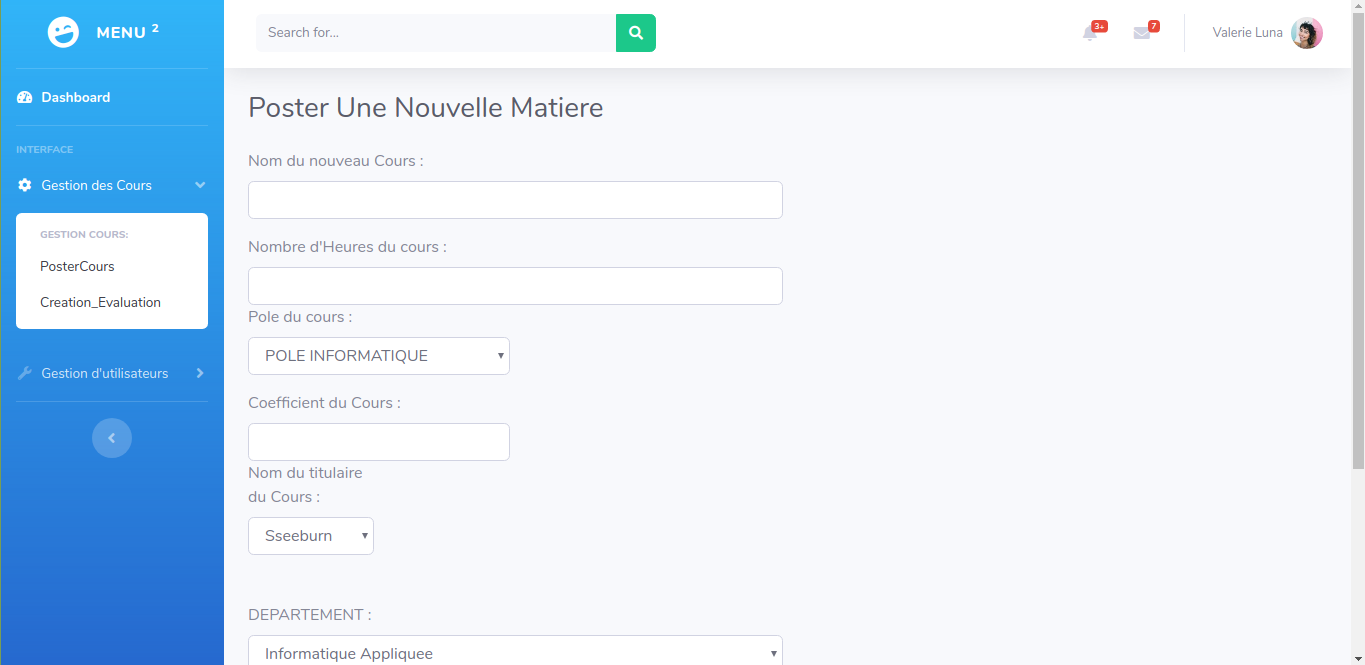 MENU 2
Search for...
3+
7
Valerie Luna
Dashboard
INTERFACE
Gestion des Cours
GESTION COURS:
PosterCours
Creation_Evaluation
Gestion d'utilisateurs
Poster Une Nouvelle Matiere
Nom du nouveau Cours :
Nombre d'Heures du cours :
Pole du cours :
POLE INFORMATIQUE
Coefficient du Cours :
Nom du titulaire
du Cours :
Sseeburn
DEPARTEMENT :
Informatique Appliquee